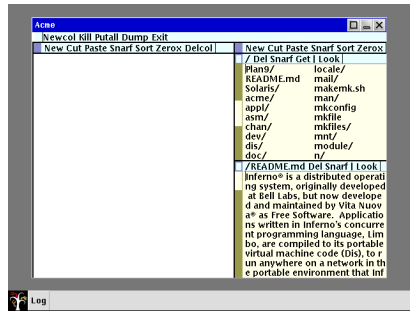 Acme
Newcol Kill Putall Dump Exit
New Cut Paste Snarf Sort Zerox Delcol
New Cut Paste Snarf Sort Zerox
/ Del Snarf Get | Look
Plan9/ locale/
README.md mail/
Solaris/ makemk.sh
acme/ man/
appl/ mkconfig
asm/ mkfile
chan/ mkfiles/
dev/ mnt/
dis/ module/
doc/ n/
/README.md Del Snarf | Look
Inferno® is a distributed operati
ng system, originally developed
at Bell Labs, but now develope
d and maintained by Vita Nuov
a® as Free Software. Applicatio
ns written in Inferno's concurre
nt programming language, Lim
bo, are compiled to its portable
virtual machine code (Dis), to r
un anywhere on a network in th
e portable environment that Inf
Log